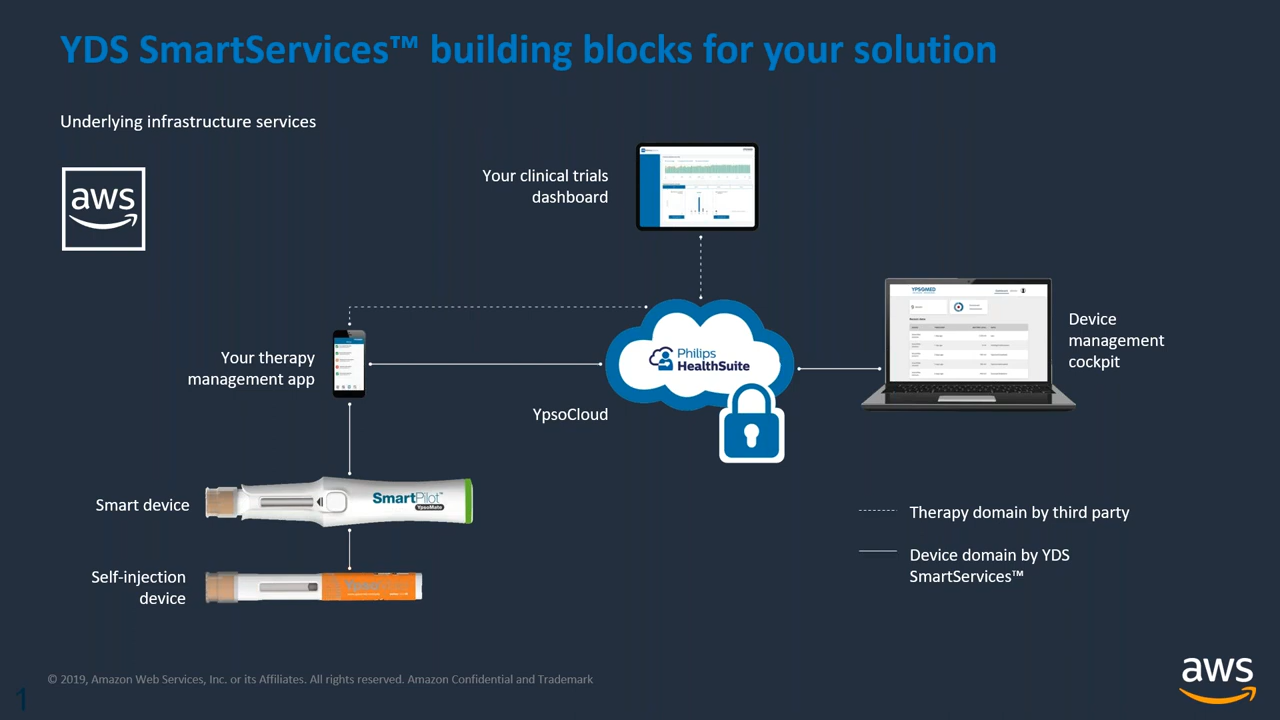 YDS SmartServices™ building blocks for your solution
Underlying infrastructure services
aws
Your clinical trials
dashboard
YPSOMED
Device
management
cockpit
Philips
HealthSuite
Your therapy
management app
YpsoCloud
Smart device
SmartPilot™
YpsoMate
Self-injection
device
Therapy domain by third party
Device domain by YDS
SmartServices™
© 2019, Amazon Web Services, Inc. or its Affiliates. All rights reserved. Amazon Confidential and Trademark
1
aws